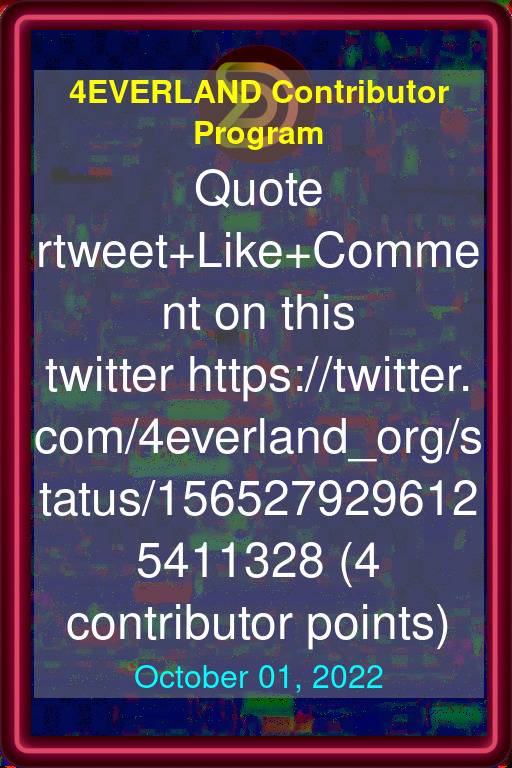 4EVERLAND Contributor
Program
Quote
rtweet+Like+Comme
nt on this
twitter https://twitter.
com/4everland_org/s
tatus/156527929612
5411328 (4
contributor points)
October 01, 2022